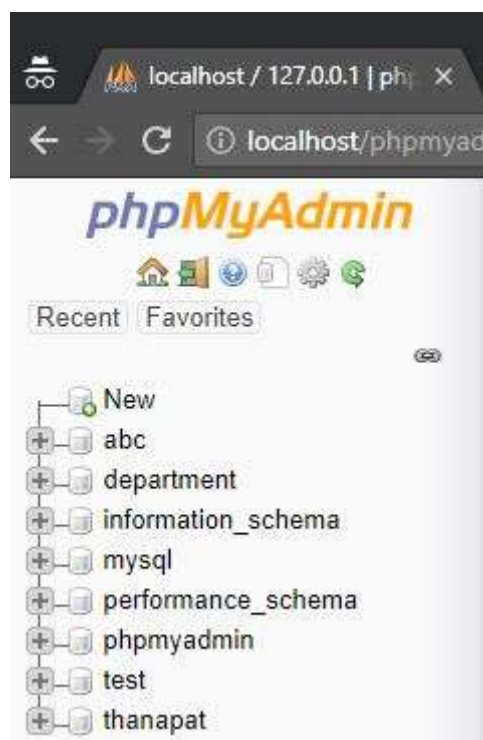 localhost / 127.0.0.1 | php
localhost/phpmyad
phpMyAdmin
Recent Favorites
New
abc
department
information_schema
mysql
performance_schema
phpmyadmin
test
thanapat